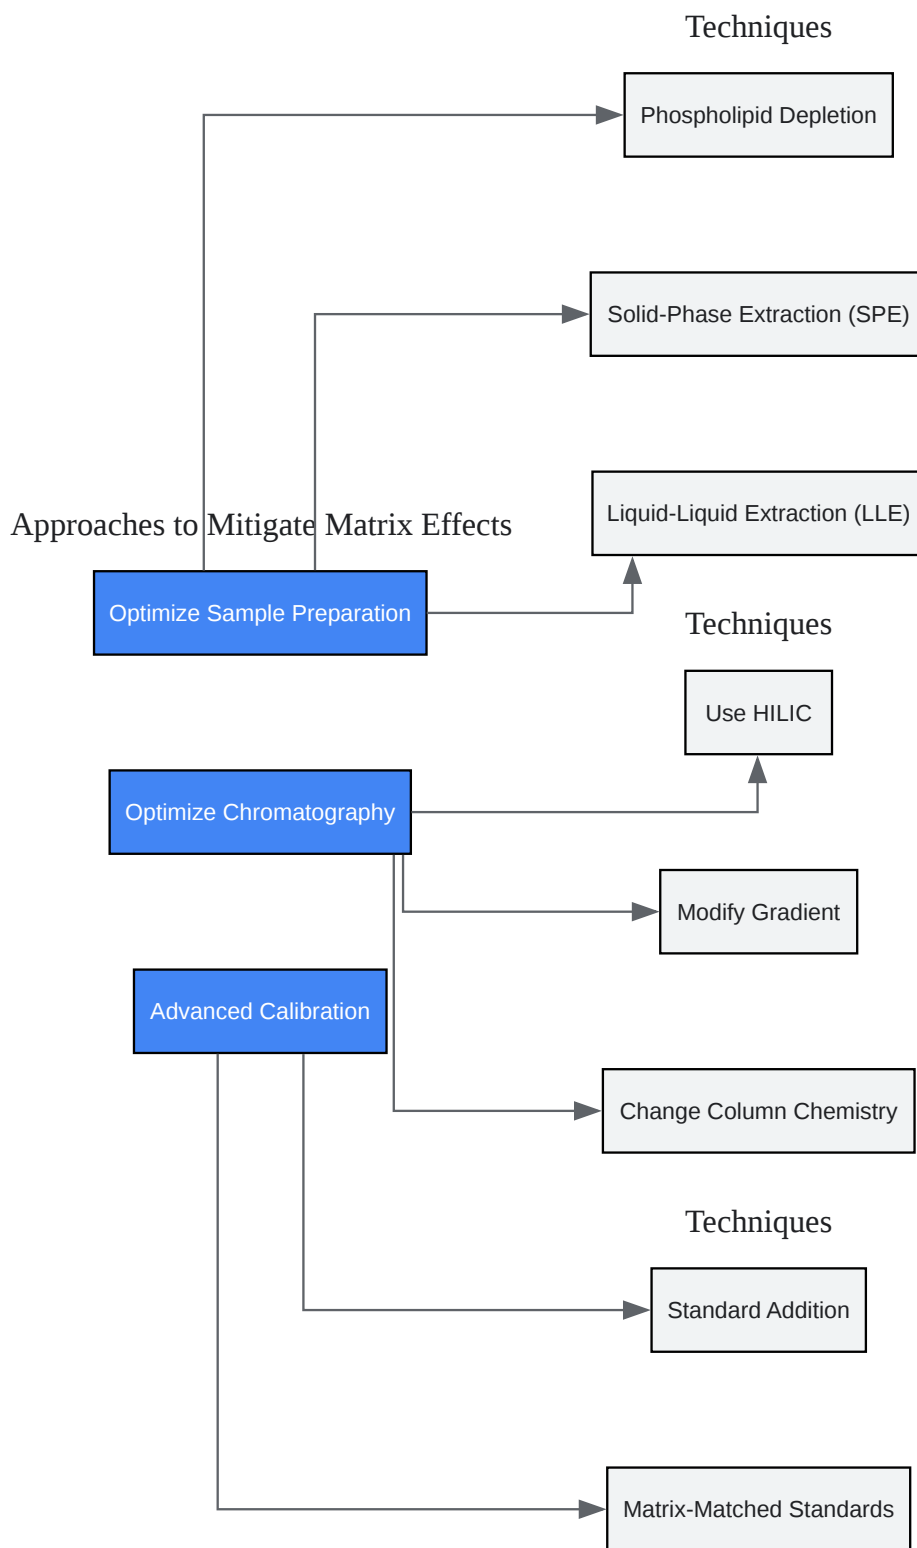 Techniques
Phospholipid Depletion
Solid-Phase Extraction (SPE)
Liquid-Liquid Extraction (LLE)
Approaches to Mitigate Matrix Effects
Optimize Sample Preparation
Techniques
Use HILIC
Optimize Chromatography
Modify Gradient
Advanced Calibration
Change Column Chemistry
Techniques
Standard Addition
Matrix-Matched Standards